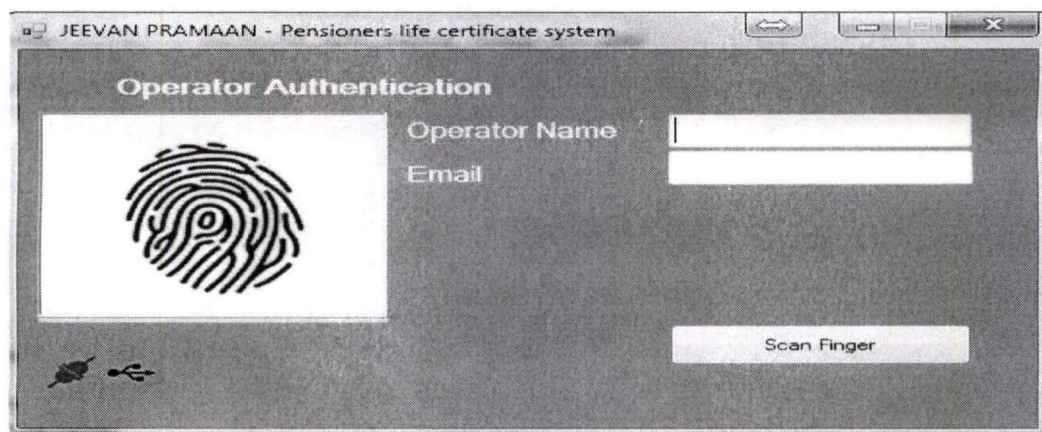 JEEVAN PRAMAAN - Pensioners life certificate system
Operator Authentication
Operator Name
Email
Scan Finger